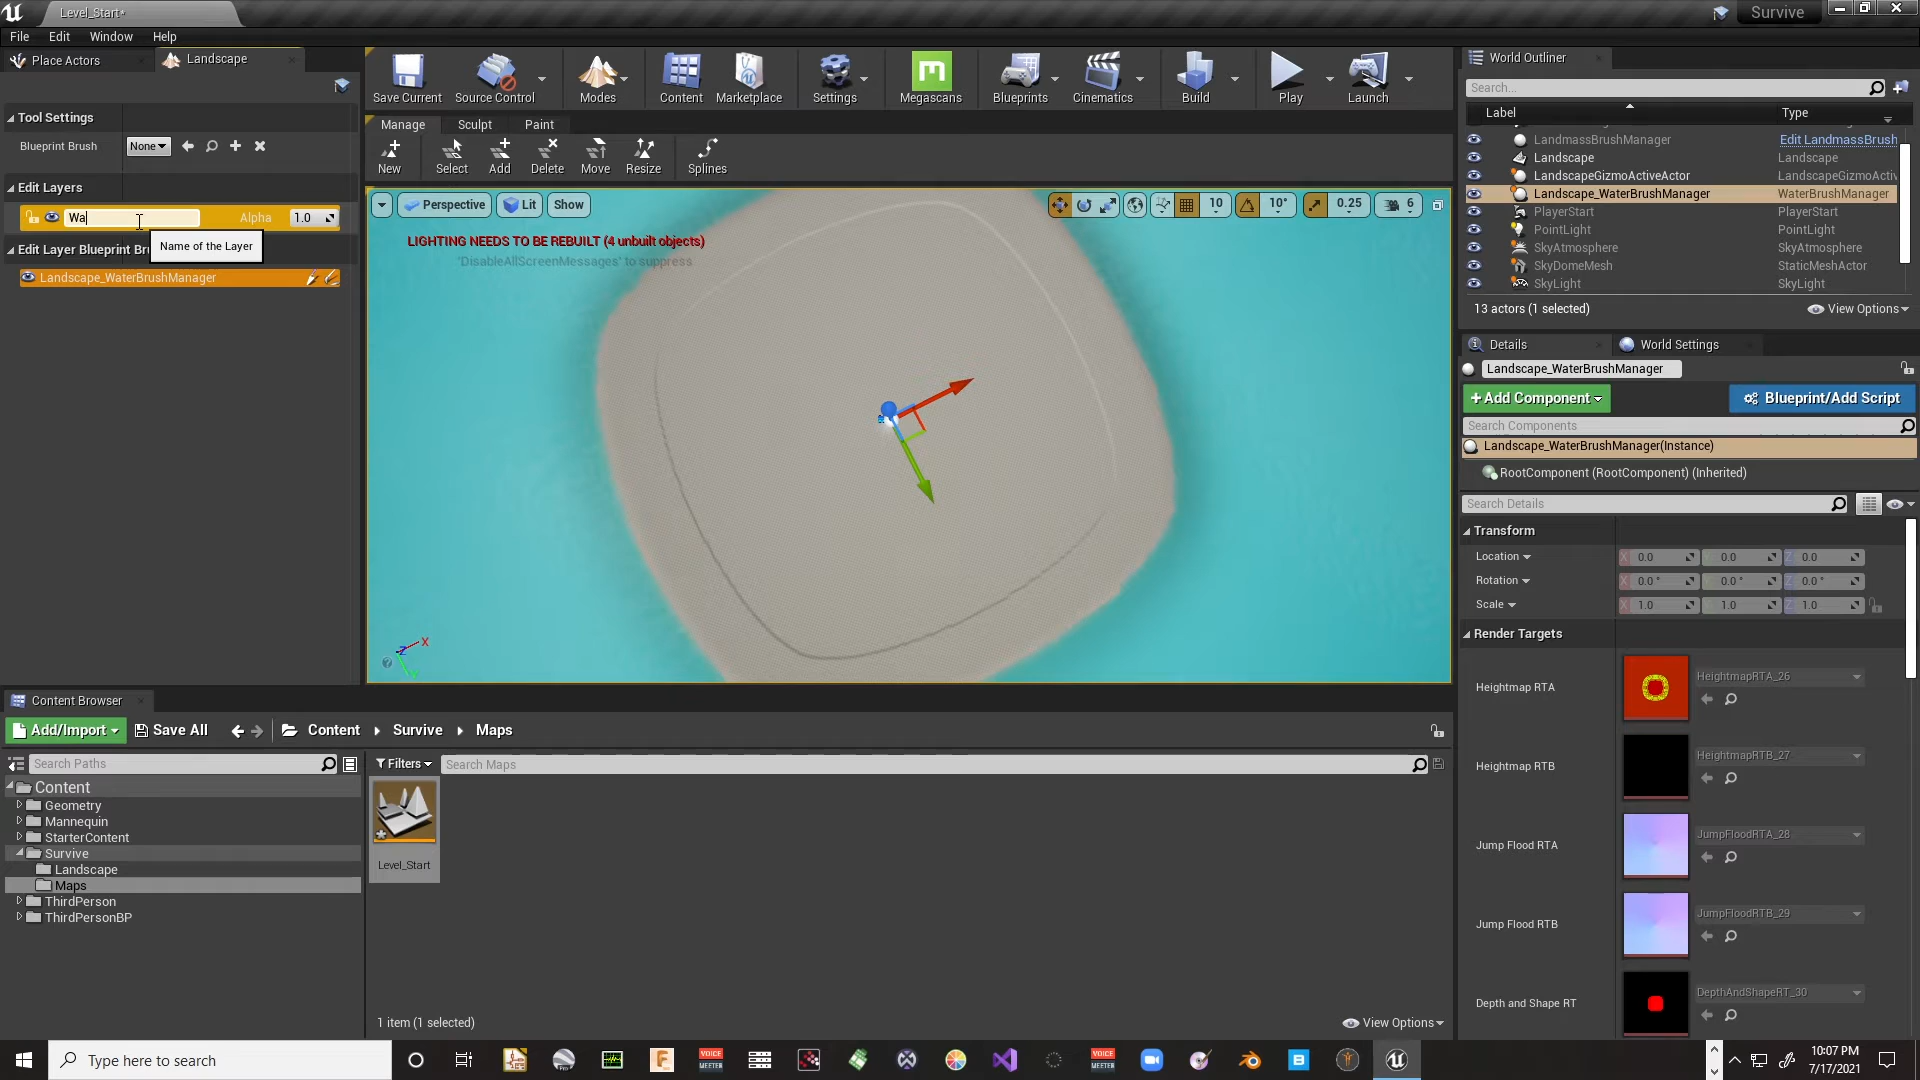 Level_Start*
Survive
File Edit Window Help
Place Actors
Landscape
Tool Settings
Blueprint Brush None
Edit Layers
Wa Alpha 1.0
Name of the Layer
Edit Layer Blueprint Br
Landscape_WaterBrushManager
Save Current
Source Control
Modes
Content
Marketplace
Settings
Megascans
Blueprints
Cinematics
Build
Play
Launch
Manage Sculpt Paint
New Select Add Delete Move Resize Splines
Perspective Lit Show
10 10° 0.25 6
LIGHTING NEEDS TO BE REBUILT (4 unbuilt objects)
'DisableAllScreenMessages' to suppress
X
Z
World Outliner
Search...
Label Type
LandmassBrushManager Edit LandmassBrush
Landscape Landscape
LandscapeGizmoActiveActor LandscapeGizmoActiv
Landscape_WaterBrushManager WaterBrushManager
PlayerStart PlayerStart
PointLight PointLight
SkyAtmosphere SkyAtmosphere
SkyDomeMesh StaticMeshActor
SkyLight SkyLight
13 actors (1 selected) View Options
Details World Settings
Landscape_WaterBrushManager
+Add Component Blueprint/Add Script
Search Components
Landscape_WaterBrushManager(Instance)
RootComponent (RootComponent) (Inherited)
Search Details
Transform
Location X 0.0 Y 0.0 Z 0.0
Rotation X 0.0 ° Y 0.0 ° Z 0.0 °
Scale X 1.0 Y 1.0 Z 1.0
Render Targets
Heightmap RTA HeightmapRTA_26
Heightmap RTB HeightmapRTB_27
Jump Flood RTA JumpFloodRTA_28
Jump Flood RTB JumpFloodRTB_29
Depth and Shape RT DepthAndShapeRT_30
Content Browser
Add/Import Save All Content Survive Maps
Search Paths
Filters Search Maps
Content
Geometry
Mannequin
StarterContent
Survive
Landscape
Maps
ThirdPerson
ThirdPersonBP
Level_Start
1 item (1 selected) View Options
Type here to search
VOICE MEETER
VOICE MEETER
10:07 PM
7/17/2021